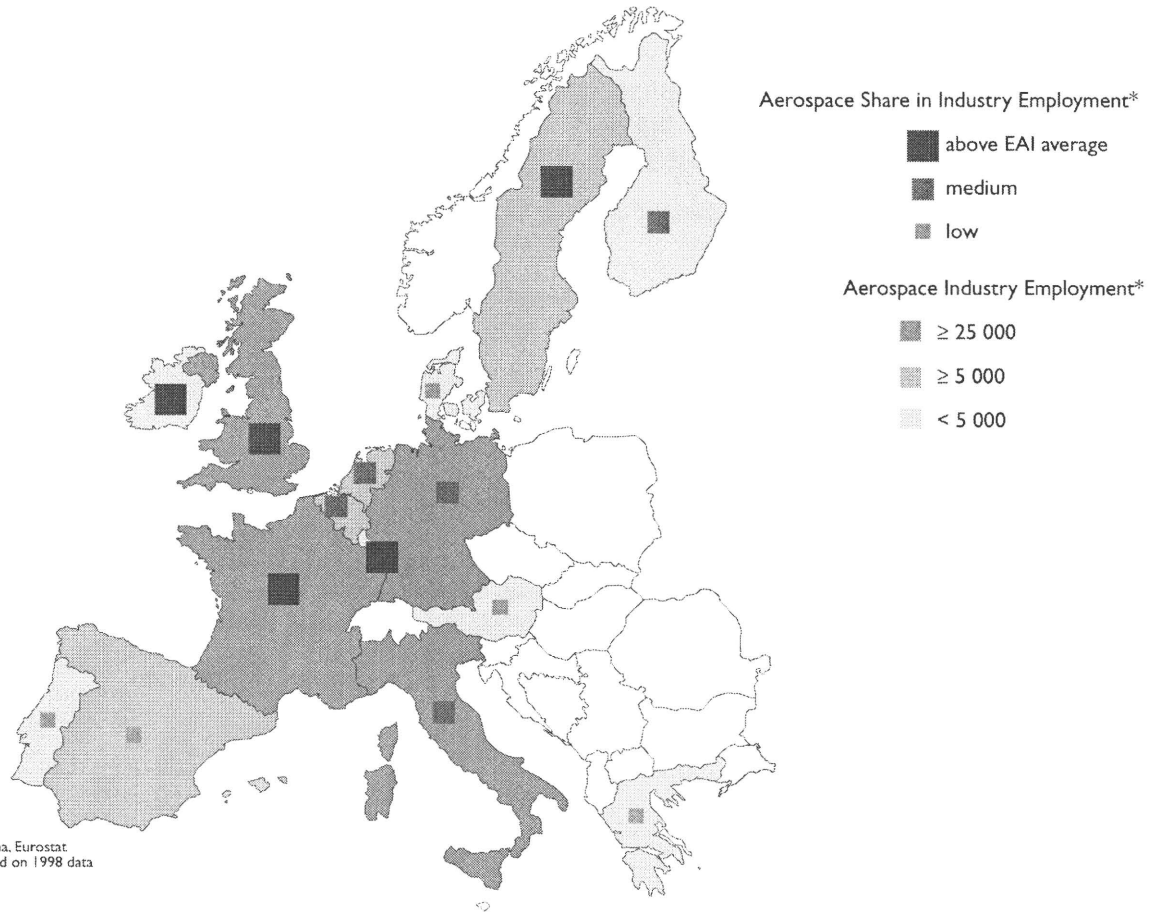 Aerospace Share in Industry Employment*
above EAI average
medium
low
Aerospace Industry Employment*
≥ 25 000
≥ 5 000
< 5 000
Eurostat
on 1998 data